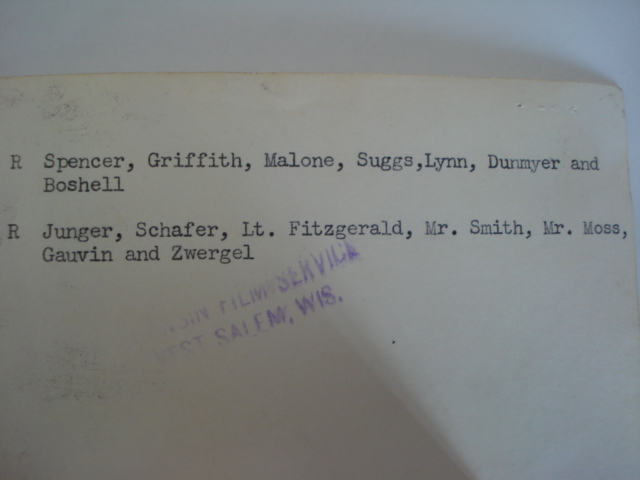 R Spencer, Griffith, Malone, Suggs,Lynn, Dunmyer and
Boshell
R Junger, Schafer, Lt. Fitzgerald, Mr. Smith, Mr. Moss,
Gauvin and Zwergel
FILM SERVICE
WEST SALEM, WIS.